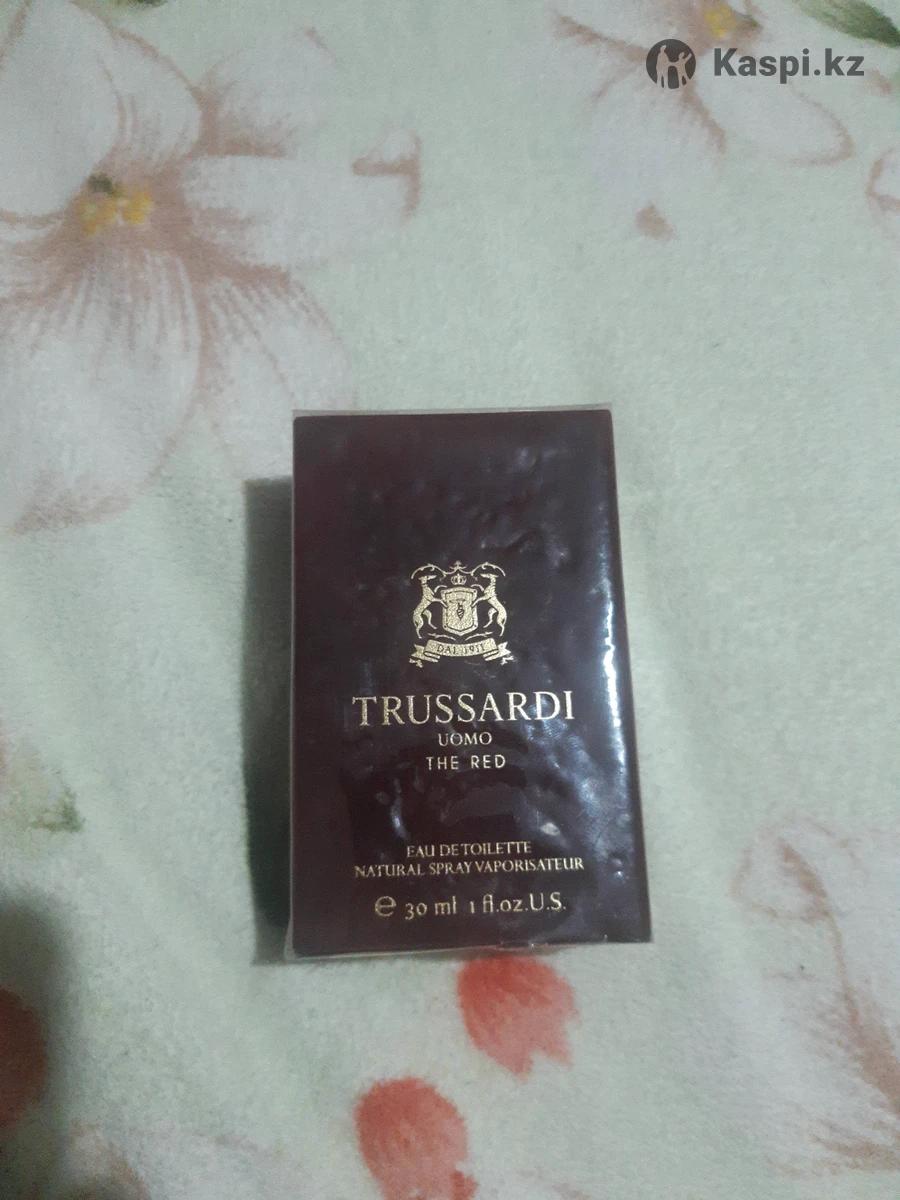 Kaspi.kz
DAL 1911
TRUSSARDI
UOMO
THE RED
EAU DE TOILETTE
NATURAL SPRAY VAPORISATEUR
e 30 ml 1 fl.oz.U.S.